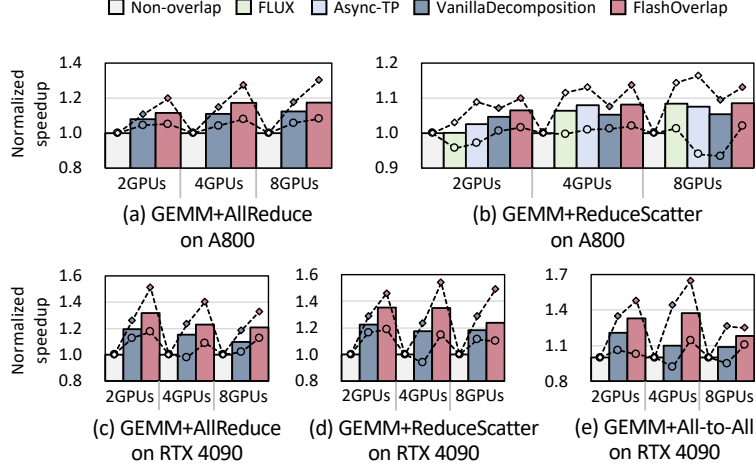 Non-overlap FLUX Async-TP VanillaDecomposition FlashOverlap
Normalized speedup
1.4
1.2
1.0
0.8
2GPUs 4GPUs 8GPUs
(a) GEMM+AllReduce
on A800
1.2
1.1
1.0
0.9
2GPUs 4GPUs 8GPUs
(b) GEMM+ReduceScatter
on A800
Normalized speedup
1.6
1.4
1.2
1.0
0.8
2GPUs 4GPUs 8GPUs
(c) GEMM+AllReduce
on RTX 4090
1.6
1.4
1.2
1.0
0.8
2GPUs 4GPUs 8GPUs
(d) GEMM+ReduceScatter
on RTX 4090
1.7
1.4
1.1
0.8
2GPUs 4GPUs 8GPUs
(e) GEMM+All-to-All
on RTX 4090